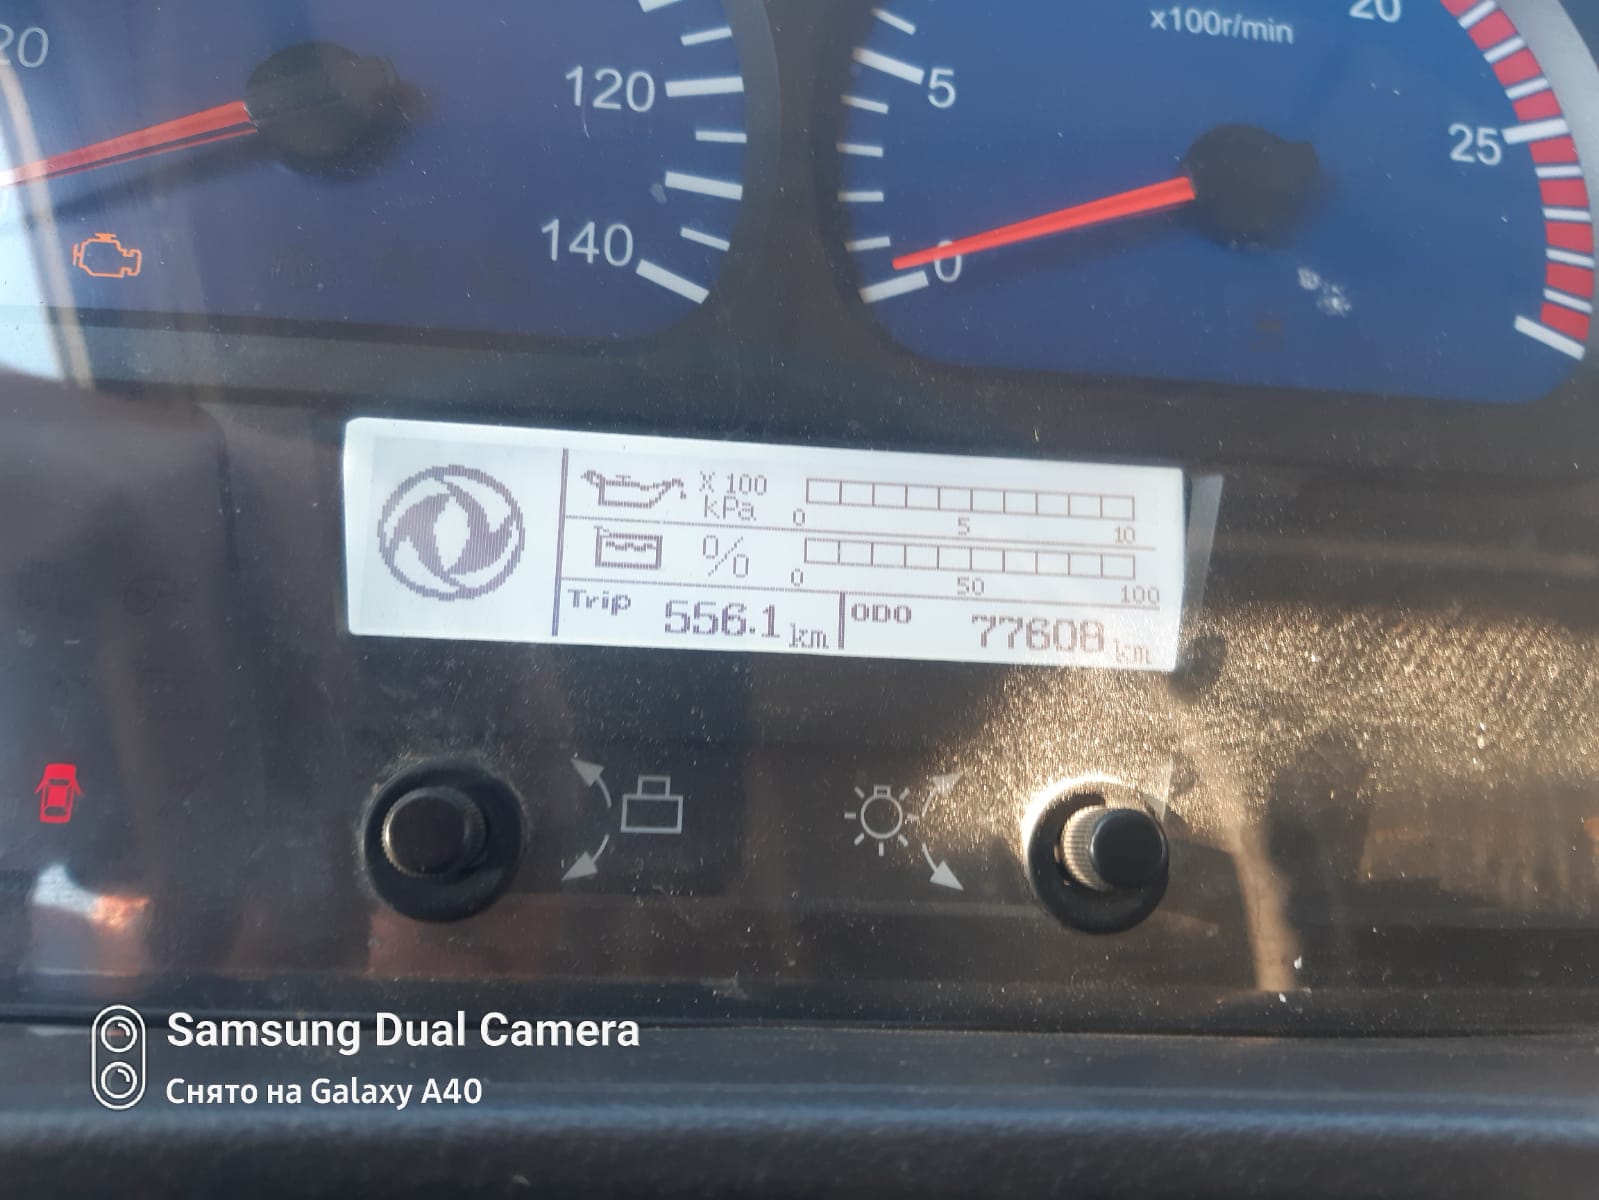 20
120
140
x100r/min
20
5
25
0
X 100
kPa
0 5 10
%
0 50 100
Trip 556.1 km
ODO 77608 km
Samsung Dual Camera
Снято на Galaxy A40